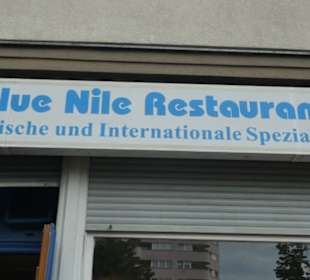 lue Nile Restauran
ische und Internationale Spezia